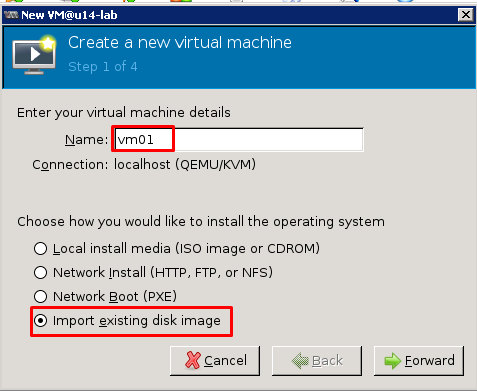 New VM@u14-lab
Create a new virtual machine
Step 1 of 4
Enter your virtual machine details
Name: vm01
Connection: localhost (QEMU/KVM)
Choose how you would like to install the operating system
Local install media (ISO image or CDROM)
Network Install (HTTP, FTP, or NFS)
Network Boot (PXE)
Import existing disk image
Cancel Back Forward